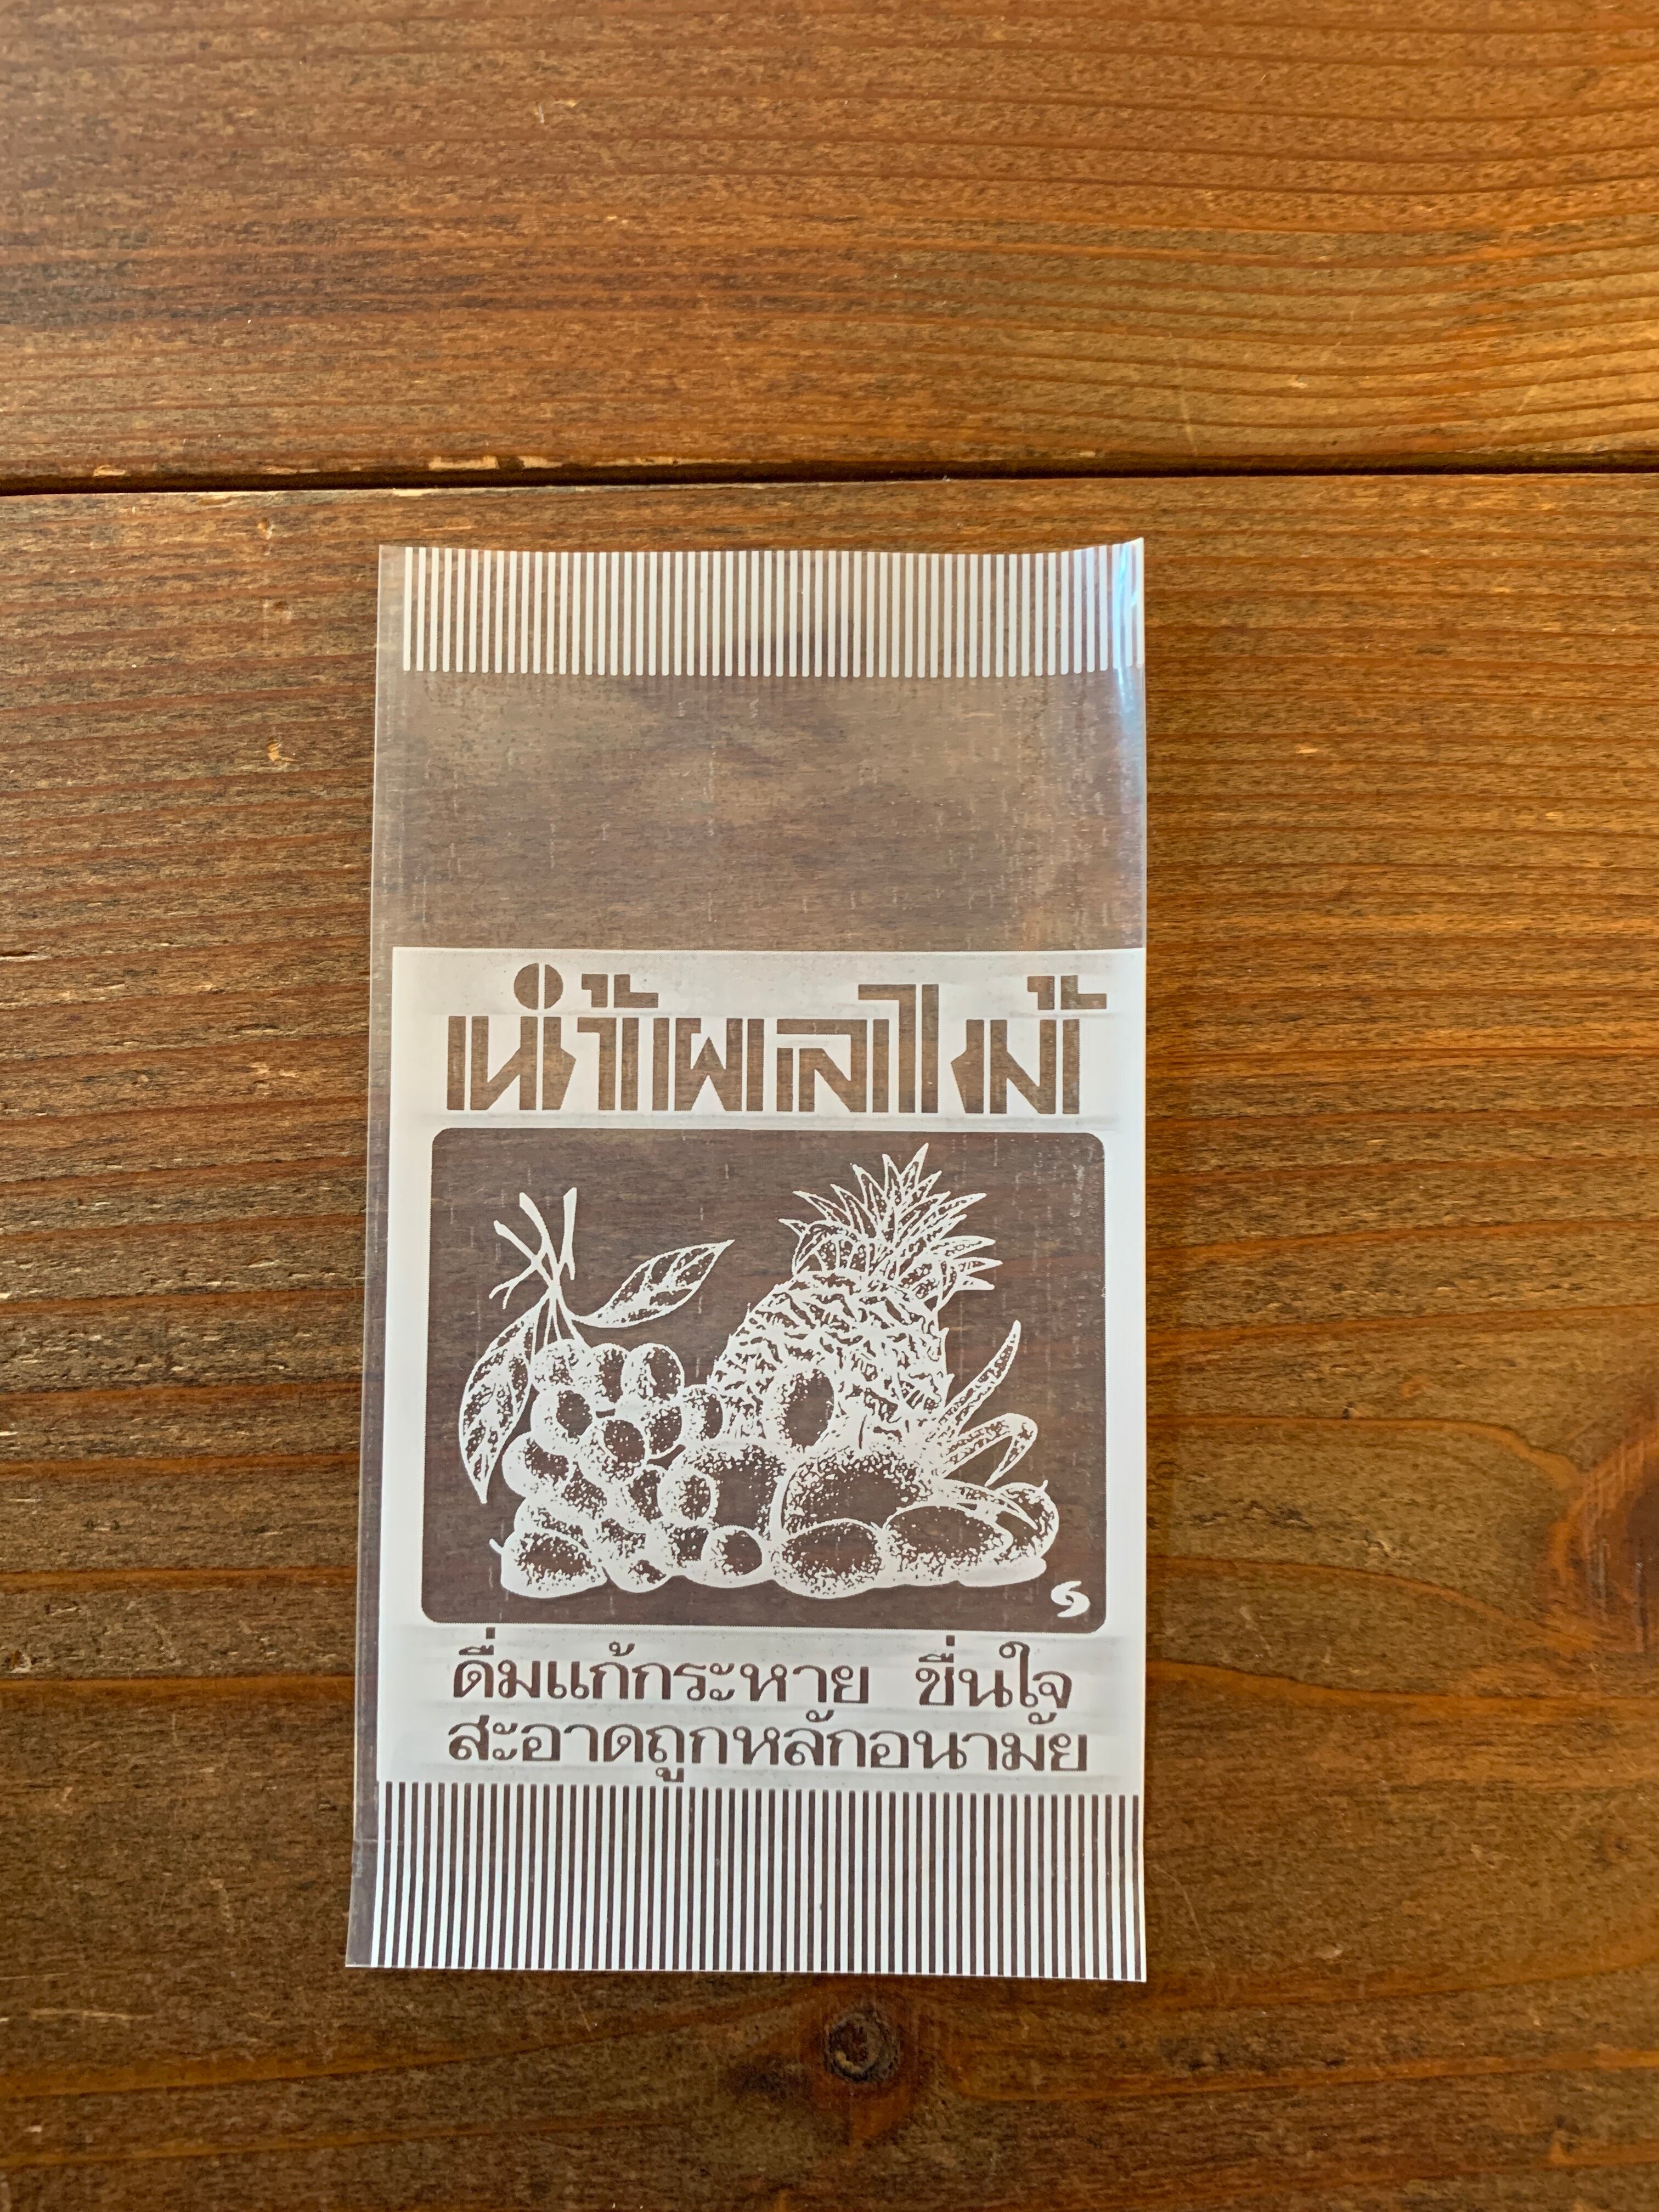 น้ำผลไม้
ดื่มแก้กระหาย ชื่นใจ
สะอาดถูกหลักอนามัย